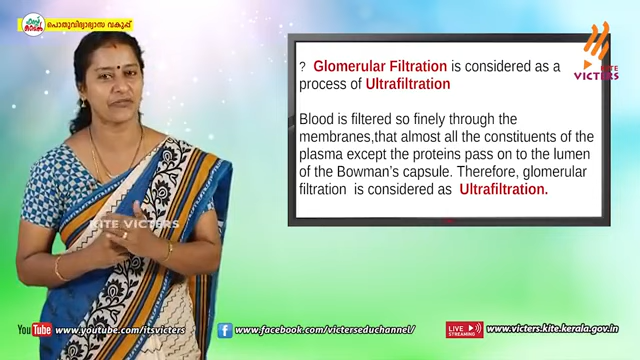 പൊതുവിദ്യാഭ്യാസ വകുപ്പ്
? Glomerular Filtration is considered as a
process of Ultrafiltration
KITE
VICTERS
Blood is filtered so finely through the
membranes,that almost all the constituents of the
plasma except the proteins pass on to the lumen
of the Bowman's capsule. Therefore, glomerular
filtration is considered as Ultrafiltration.
KITE VICTERS
YouTube www.youtube.com/itsvicters
f www.facebook.com/victerseduchannel/
LIVE STREAMING www.victers.kite.kerala.gov.in